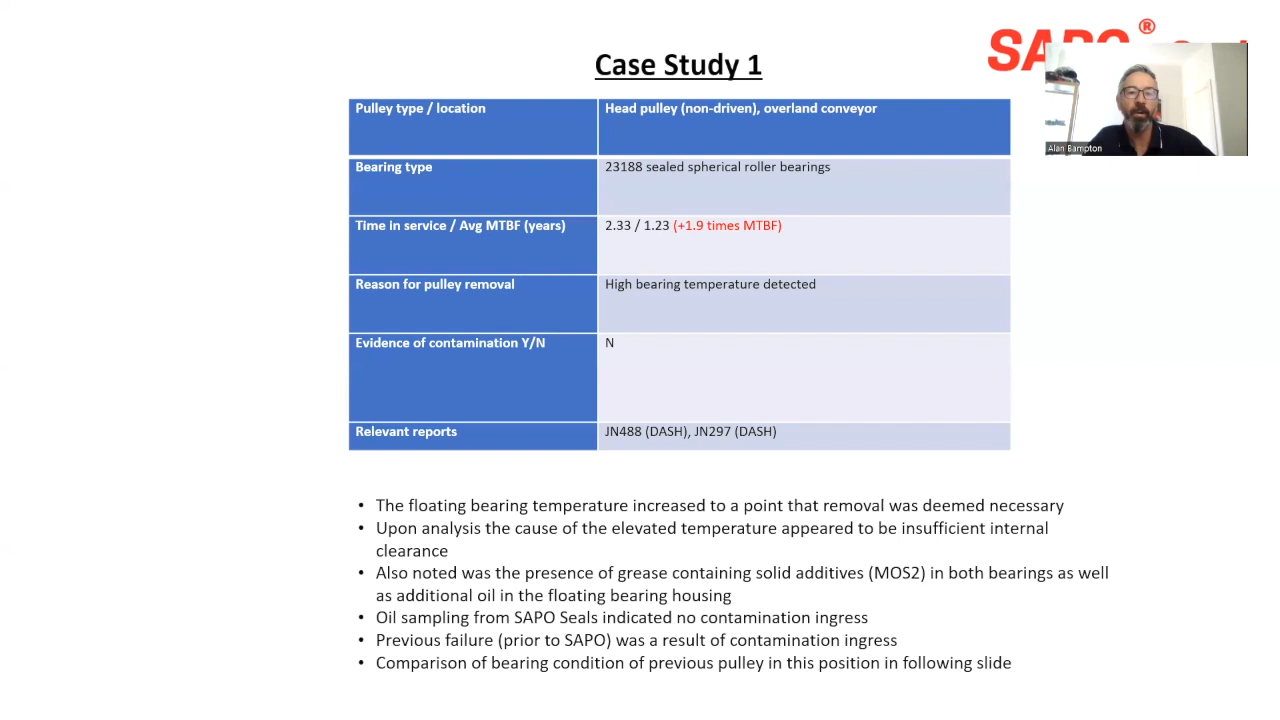 SAPO®
Case Study 1
Alan Bampton
Pulley type / location Head pulley (non-driven), overland conveyor
Bearing type 23188 sealed spherical roller bearings
Time in service / Avg MTBF (years) 2.33 / 1.23 (+1.9 times MTBF)
Reason for pulley removal High bearing temperature detected
Evidence of contamination Y/N N
Relevant reports JN488 (DASH), JN297 (DASH)
• The floating bearing temperature increased to a point that removal was deemed necessary
• Upon analysis the cause of the elevated temperature appeared to be insufficient internal
clearance
• Also noted was the presence of grease containing solid additives (MOS2) in both bearings as well
as additional oil in the floating bearing housing
• Oil sampling from SAPO Seals indicated no contamination ingress
• Previous failure (prior to SAPO) was a result of contamination ingress
• Comparison of bearing condition of previous pulley in this position in following slide